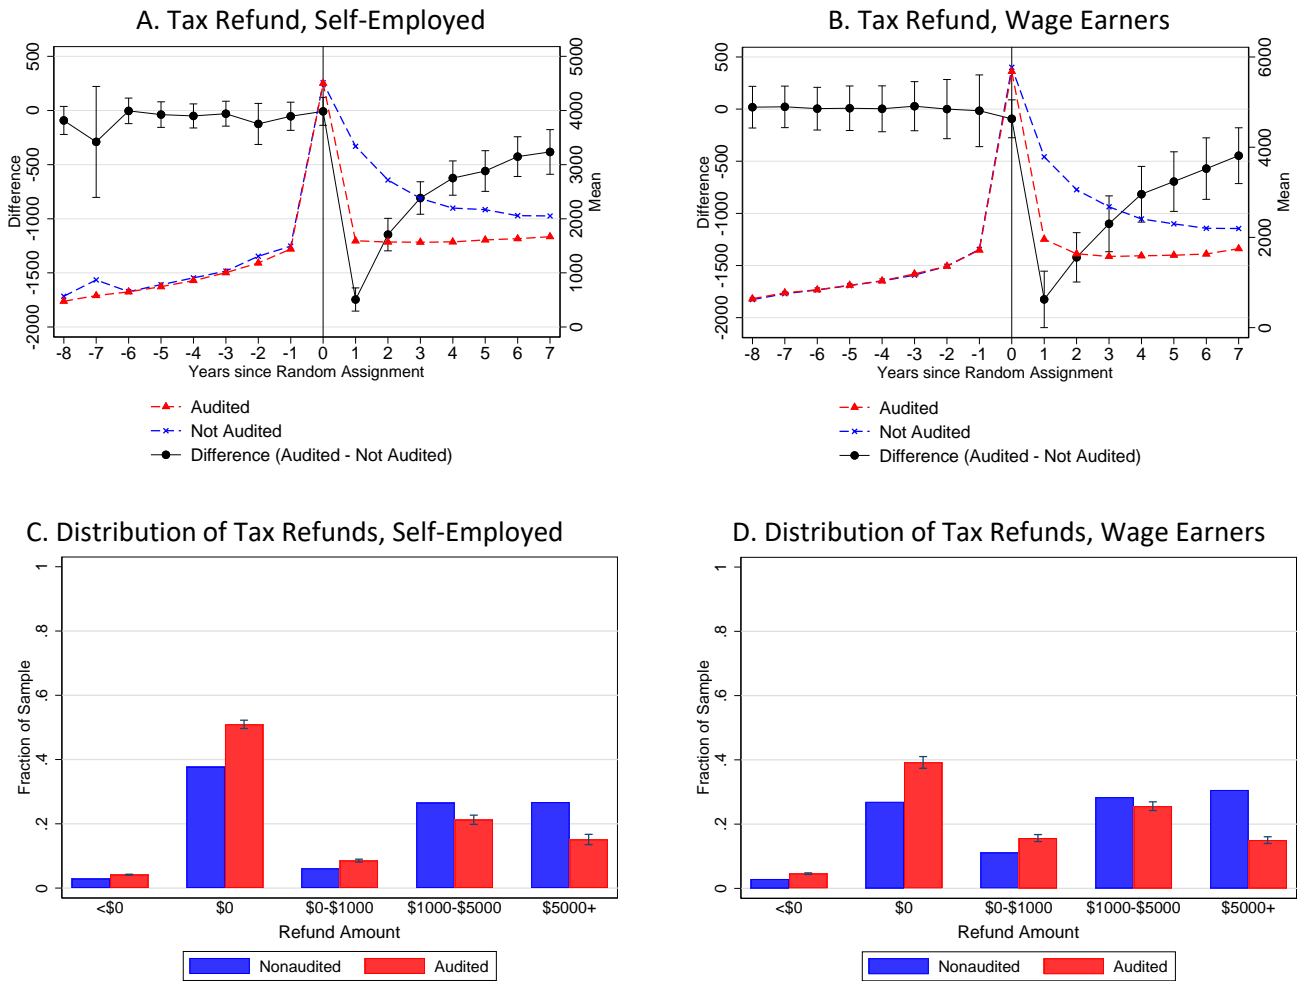 A. Tax Refund, Self-Employed
500
0
-500
-1000
-1500
-2000
Difference
5000
4000
3000
2000
1000
0
Mean
-8 -7 -6 -5 -4 -3 -2 -1 0 1 2 3 4 5 6 7
Years since Random Assignment
Audited
Not Audited
Difference (Audited - Not Audited)
B. Tax Refund, Wage Earners
500
0
-500
-1000
-1500
-2000
Difference
6000
4000
2000
0
Mean
-8 -7 -6 -5 -4 -3 -2 -1 0 1 2 3 4 5 6 7
Years since Random Assignment
Audited
Not Audited
Difference (Audited - Not Audited)
C. Distribution of Tax Refunds, Self-Employed
1
.8
.6
.4
.2
0
Fraction of Sample
<$0 $0 $0-$1000 $1000-$5000 $5000+
Refund Amount
Nonaudited Audited
D. Distribution of Tax Refunds, Wage Earners
1
.8
.6
.4
.2
0
Fraction of Sample
<$0 $0 $0-$1000 $1000-$5000 $5000+
Refund Amount
Nonaudited Audited